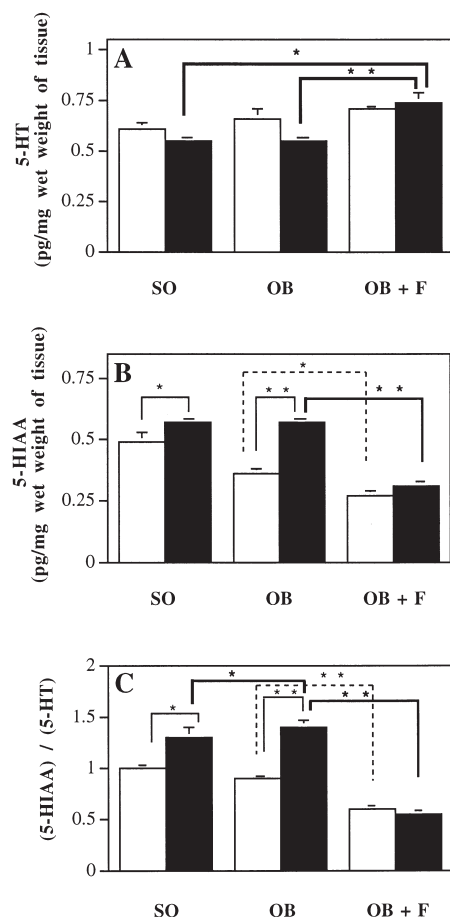 A
5-HT
(pg/mg wet weight of tissue)
1
0.75
0.5
0.25
0
*
* *
SO OB OB + F
B
5-HIAA
(pg/mg wet weight of tissue)
0.75
0.5
0.25
0
*
* *
*
* *
SO OB OB + F
C
(5-HIAA) / (5-HT)
2
1.5
1
0.5
0
*
*
* *
* *
* *
SO OB OB + F